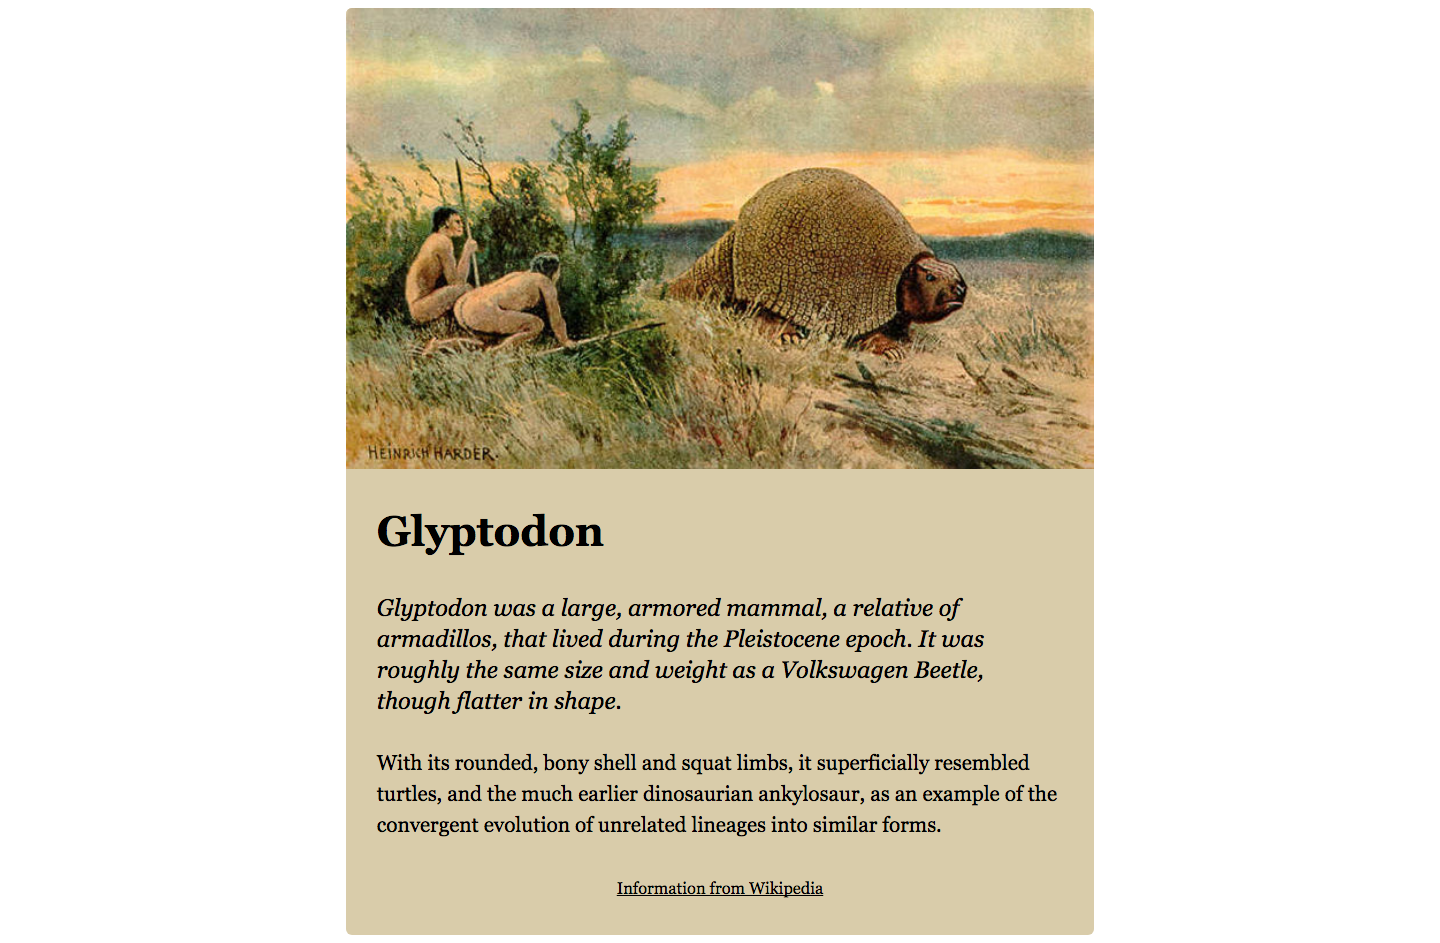 HEINRICH HARDER.
Glyptodon
Glyptodon was a large, armored mammal, a relative of
armadillos, that lived during the Pleistocene epoch. It was
roughly the same size and weight as a Volkswagen Beetle,
though flatter in shape.
With its rounded, bony shell and squat limbs, it superficially resembled
turtles, and the much earlier dinosaurian ankylosaur, as an example of the
convergent evolution of unrelated lineages into similar forms.
Information from Wikipedia